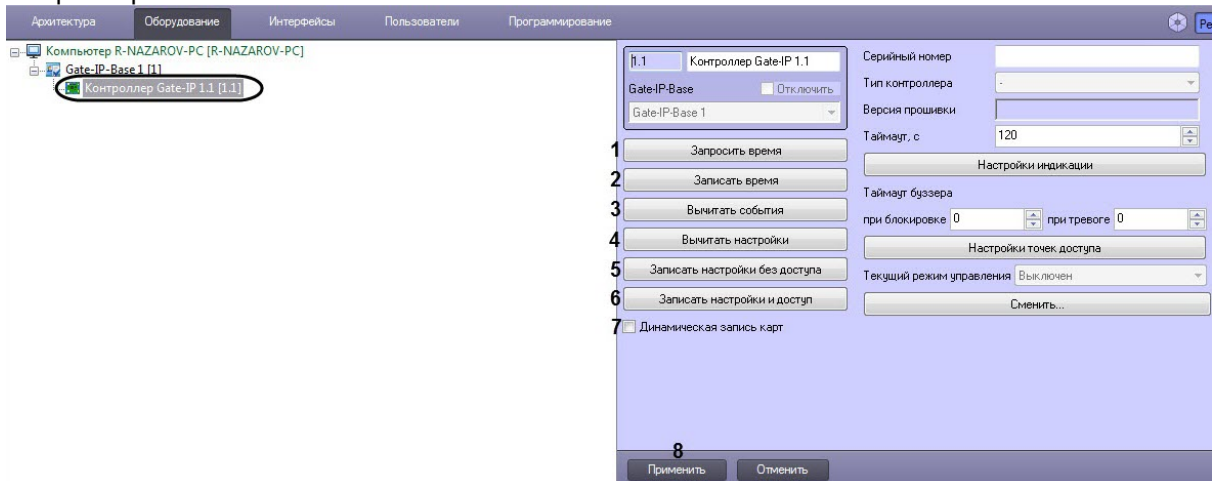 Архитектура Оборудование Интерфейсы Пользователи Программирование
Компьютер R-NAZAROV-PC [R-NAZAROV-PC]
Gate-IP-Base 1 [1]
Контроллер Gate-IP 1.1 [1.1]
1.1 Контроллер Gate-IP 1.1
Gate-IP-Base Отключить
Gate-IP-Base 1
1 Запросить время
2 Записать время
3 Вычитать события
4 Вычитать настройки
5 Записать настройки без доступа
6 Записать настройки и доступ
7 Динамическая запись карт
Серийный номер
Тип контроллера -
Версия прошивки
Таймаут, с 120
Настройки индикации
Таймаут буззера
при блокировке 0 при тревоге 0
Настройки точек доступа
Текущий режим управления Выключен
Сменить...
8
Применить Отменить